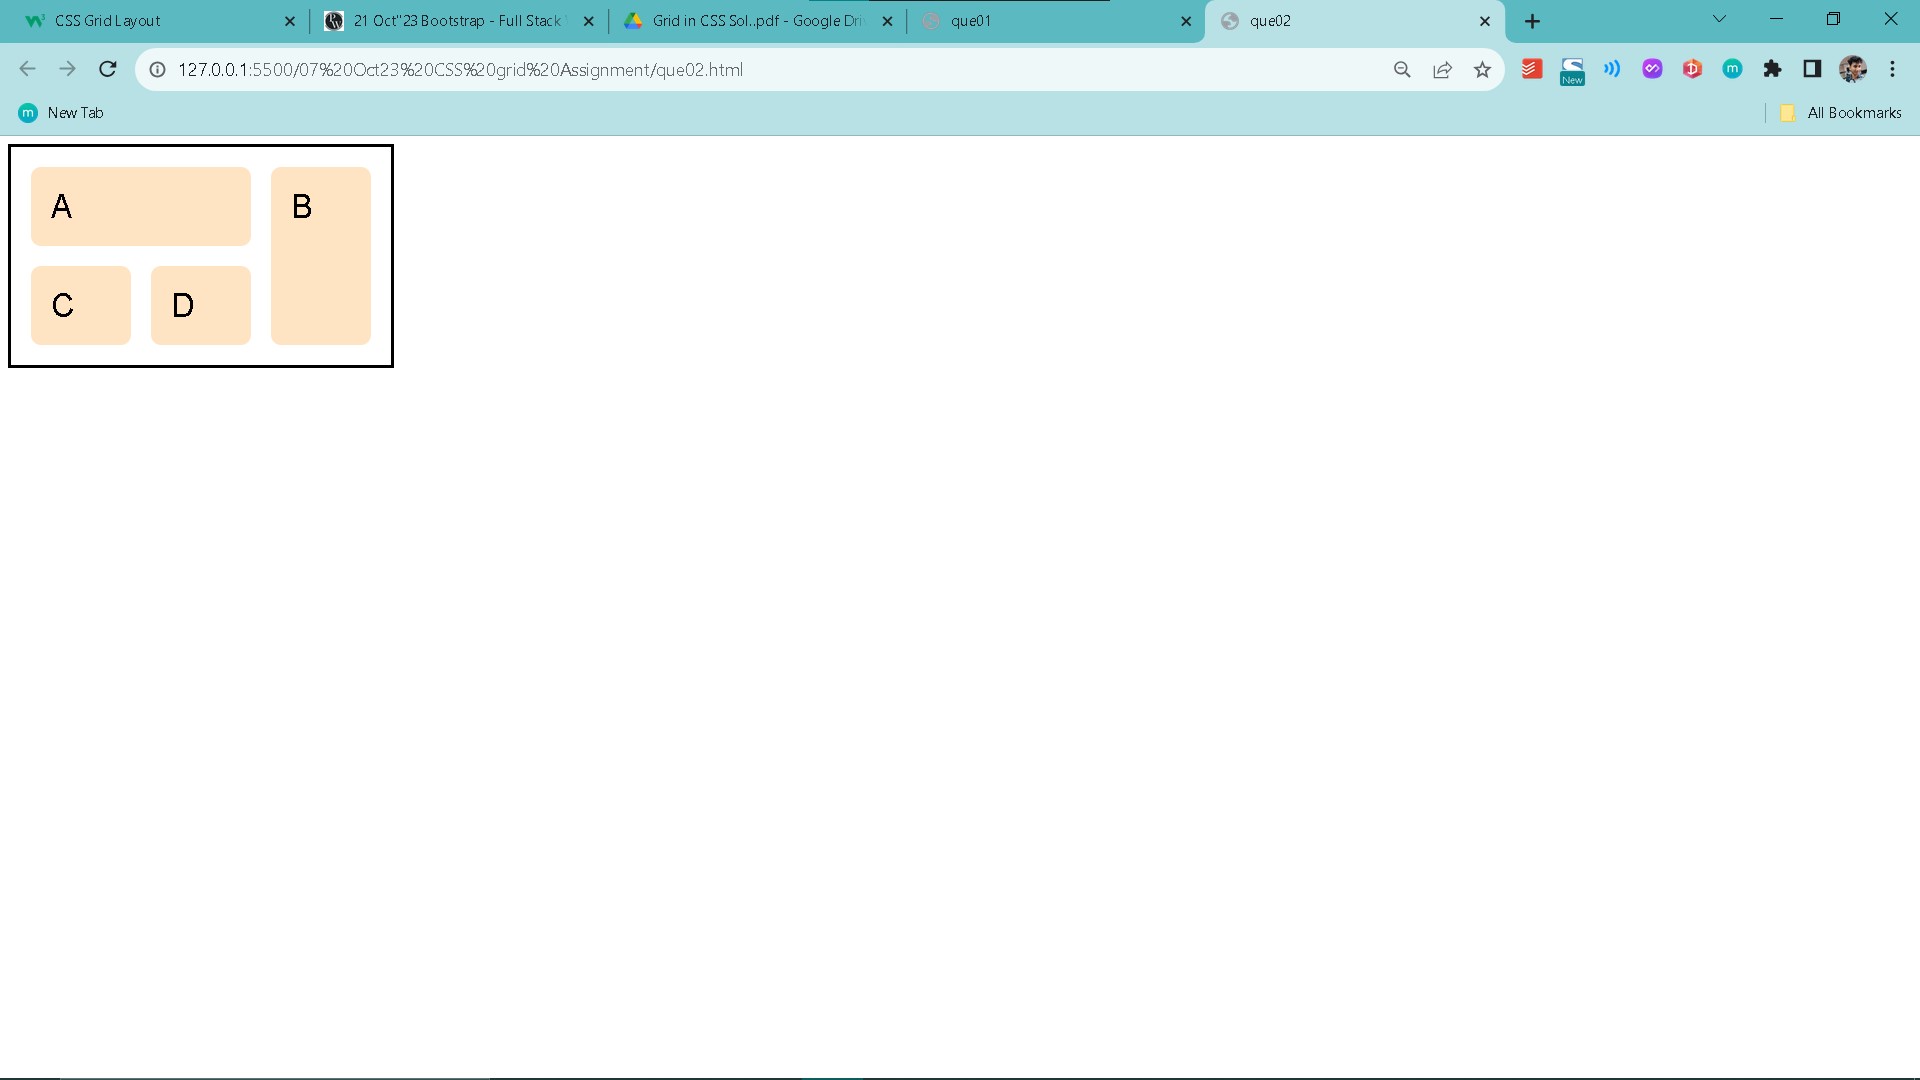 CSS Grid Layout
21 Oct"23 Bootstrap - Full Stack
Grid in CSS Sol..pdf - Google Dri
que01
que02
127.0.0.1:5500/07%20Oct23%20CSS%20grid%20Assignment/que02.html
New
m
m
New Tab
All Bookmarks
A
B
C
D